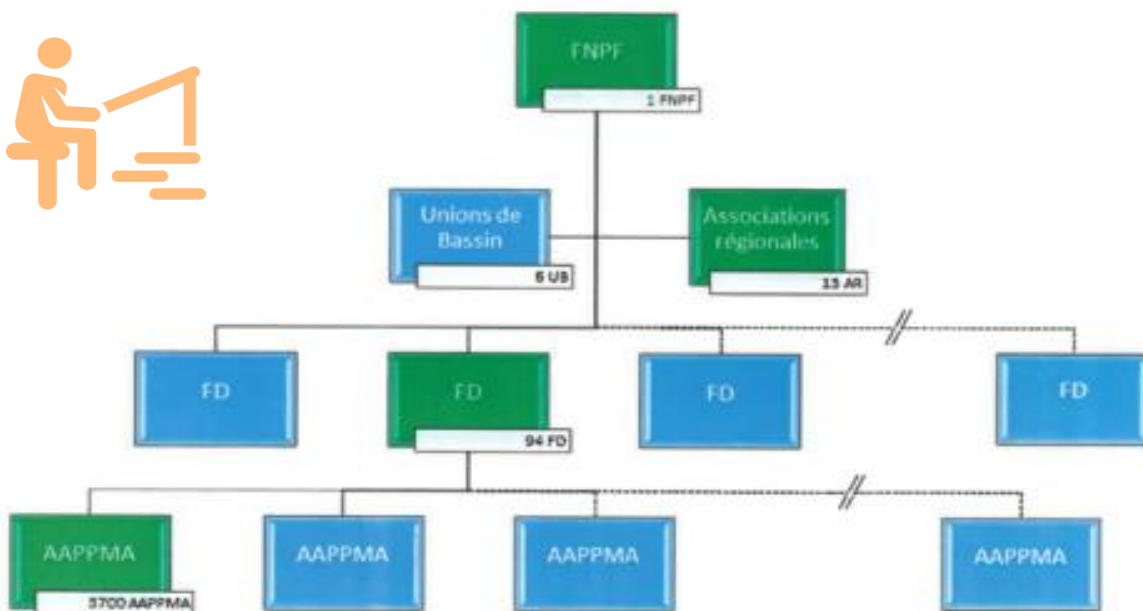 FNPF
1 FNPF
Unions de
Bassin
6 UB
Associations
régionales
13 AR
FD
FD
94 FD
FD
FD
AAPPMA
3700 AAPPMA
AAPPMA
AAPPMA
AAPPMA